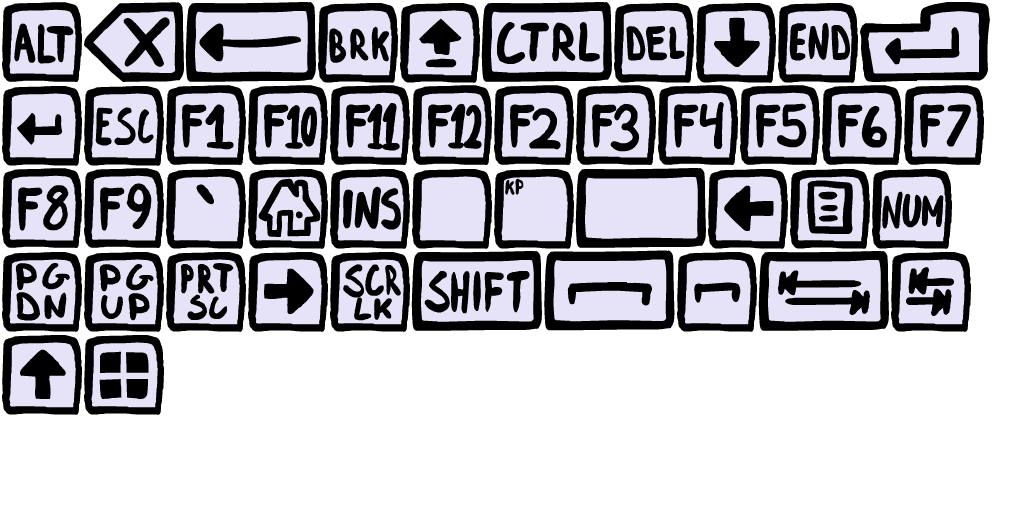 ALT BRK CTRL DEL END
ESC F1 F10 F11 F12 F2 F3 F4 F5 F6 F7
F8 F9 ` INS KP NUM
PG DN PG UP PRT SC SCR LK SHIFT